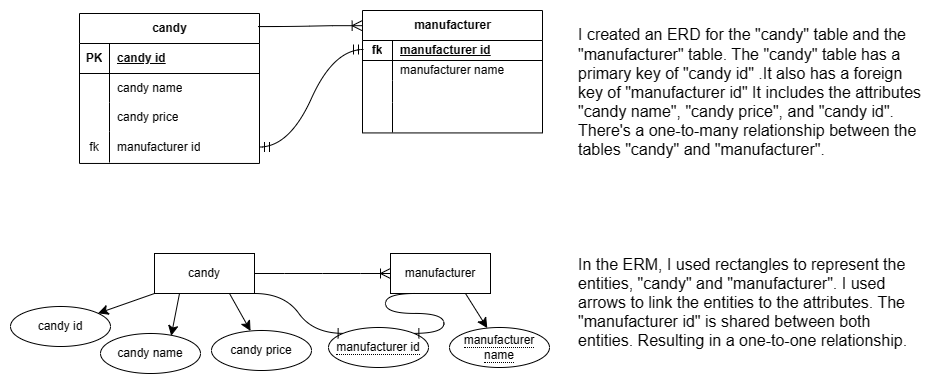 candy
PK candy id
candy name
candy price
fk manufacturer id
manufacturer
fk manufacturer id
manufacturer name
I created an ERD for the "candy" table and the
"manufacturer" table. The "candy" table has a
primary key of "candy id" .It also has a foreign
key of "manufacturer id" It includes the attributes
"candy name", "candy price", and "candy id".
There's a one-to-many relationship between the
tables "candy" and "manufacturer".
candy
manufacturer
candy id
candy name
candy price
manufacturer id
manufacturer
name
In the ERM, I used rectangles to represent the
entities, "candy" and "manufacturer". I used
arrows to link the entities to the attributes. The
"manufacturer id" is shared between both
entities. Resulting in a one-to-one relationship.